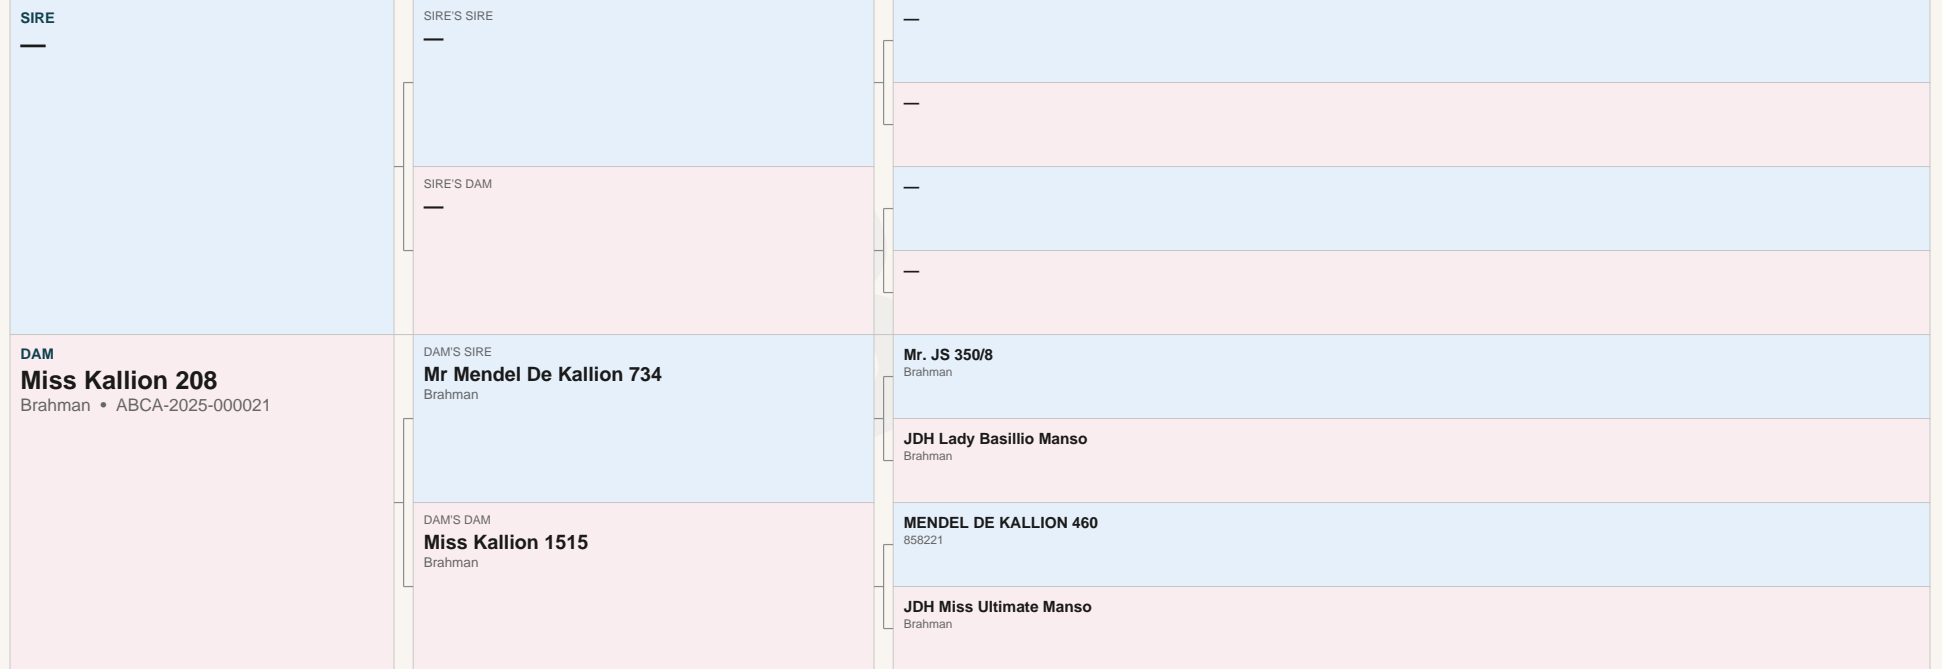 SIRE
—
SIRE'S SIRE
—
—
—
SIRE'S DAM
—
—
—
DAM
Miss Kallion 208
Brahman • ABCA-2025-000021
DAM'S SIRE
Mr Mendel De Kallion 734
Brahman
Mr. JS 350/8
Brahman
JDH Lady Basillio Manso
Brahman
DAM'S DAM
Miss Kallion 1515
Brahman
MENDEL DE KALLION 460
858221
JDH Miss Ultimate Manso
Brahman